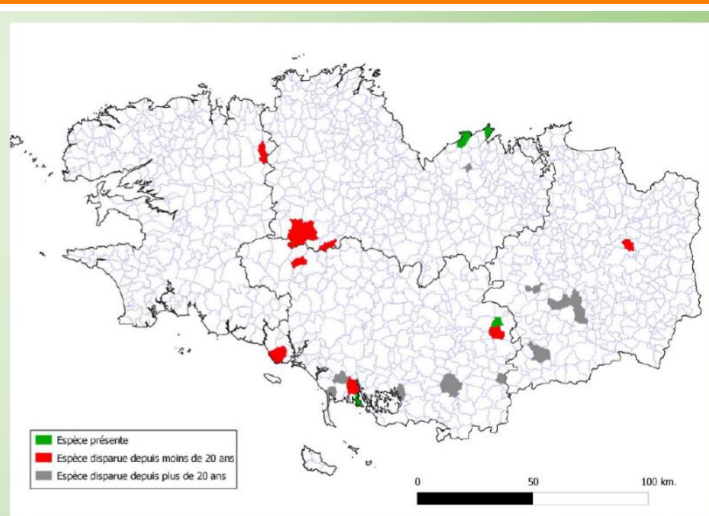 Espèce présente
Espèce disparue depuis moins de 20 ans
Espèce disparue depuis plus de 20 ans
0 50 100 km.